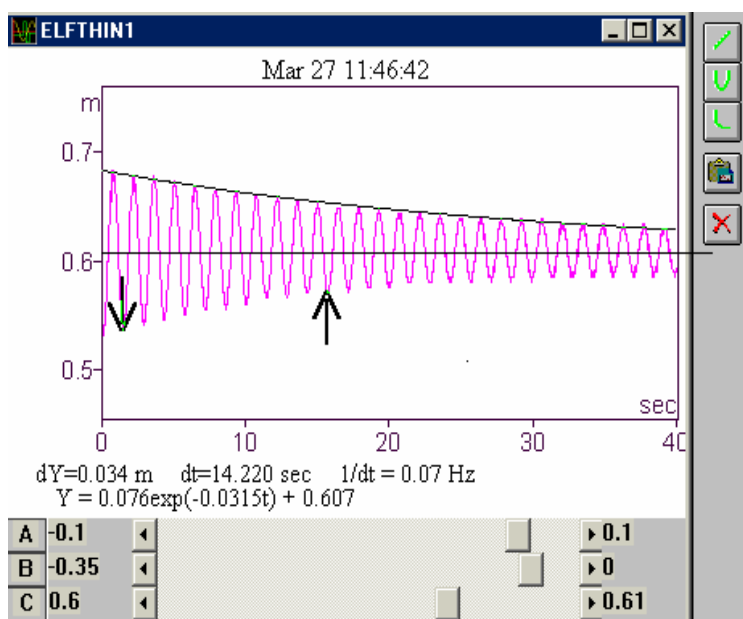 ELFTHIN1
Mar 27 11:46:42
m
0.7
0.6
0.5
sec
0 10 20 30 40
dY=0.034 m dt=14.220 sec 1/dt = 0.07 Hz
Y = 0.076exp(-0.0315t) + 0.607
A -0.1 0.1
B -0.35 0
C 0.6 0.61